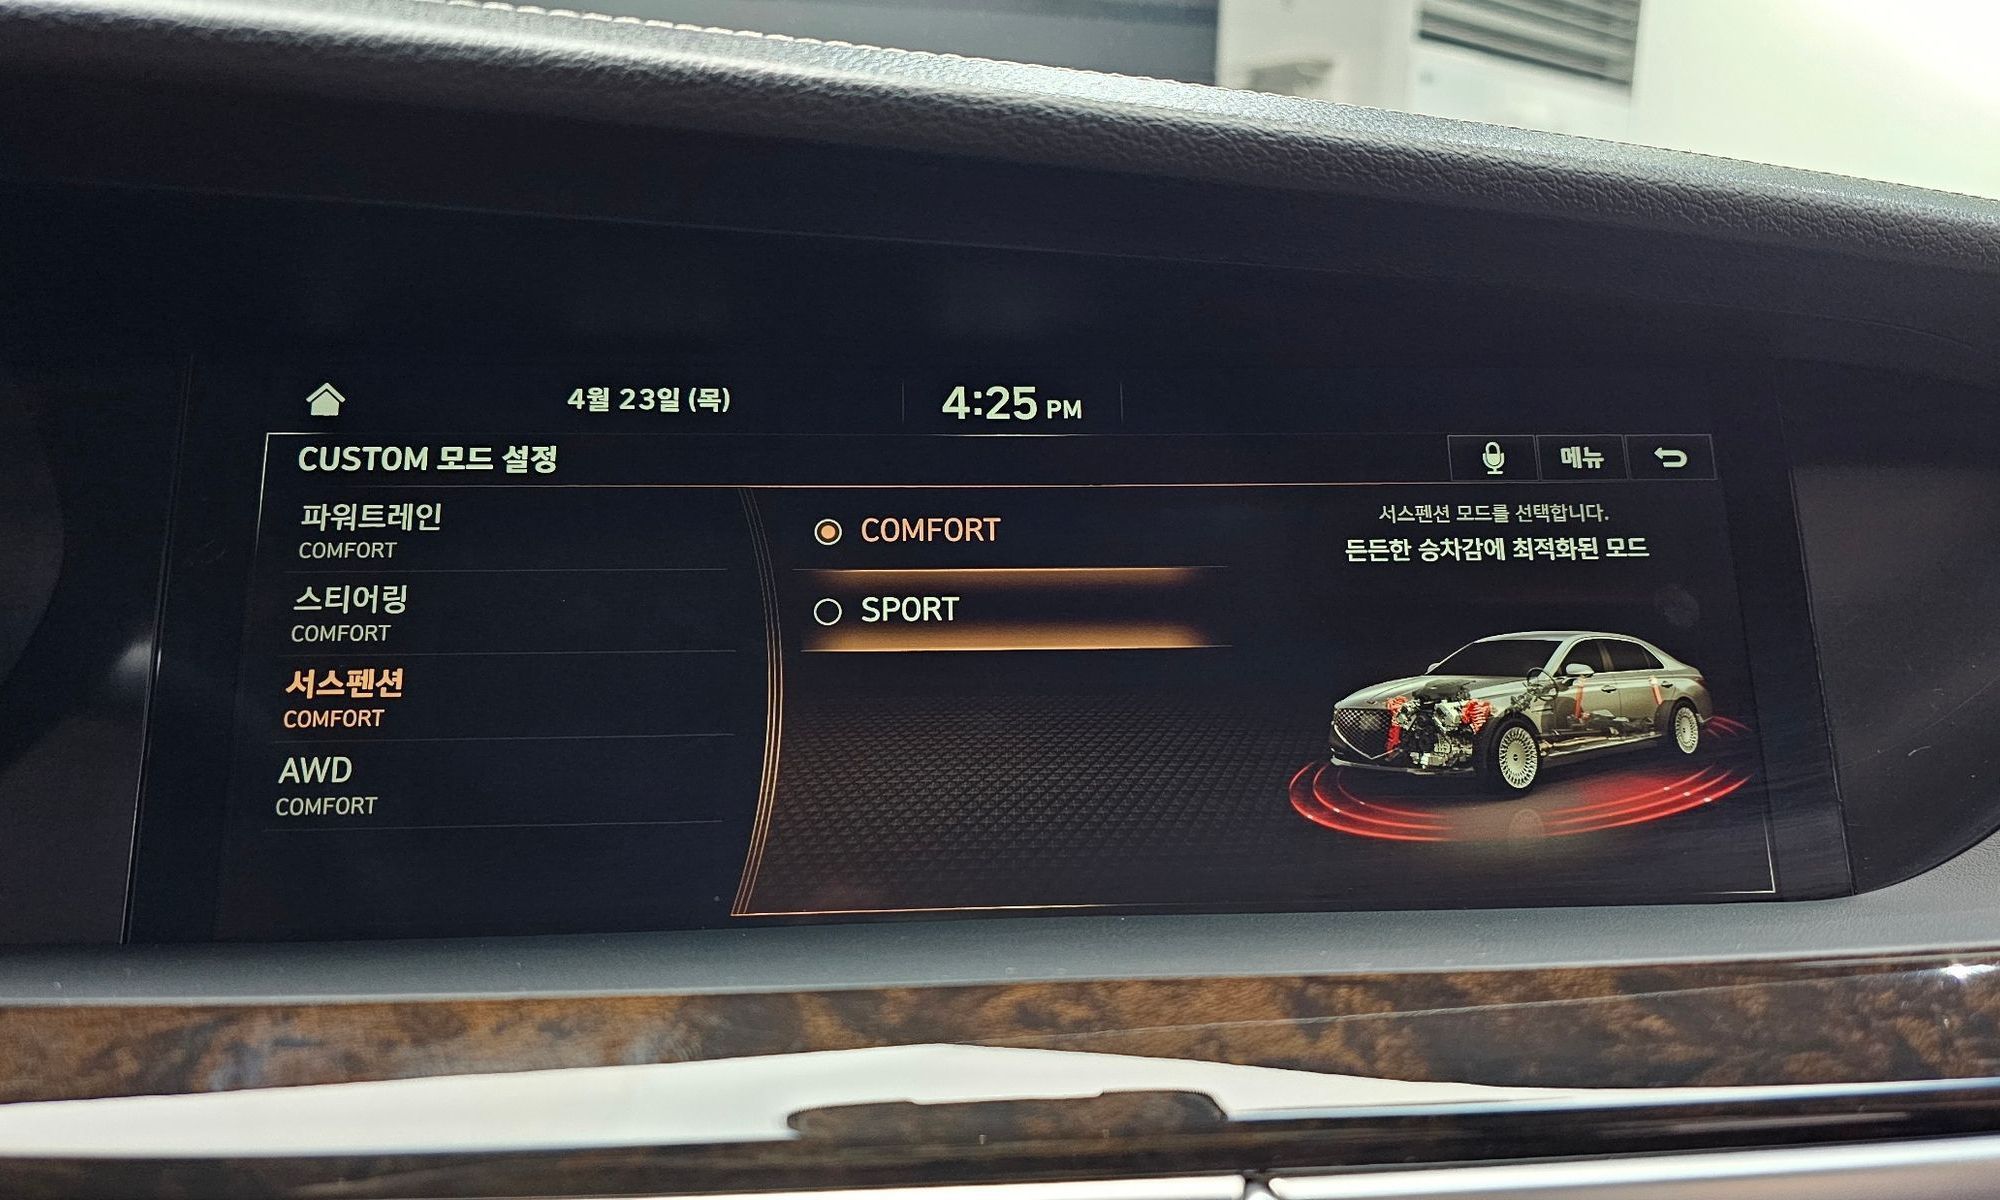 4월 23일 (목)
4:25 PM
CUSTOM 모드 설정
메뉴
파워트레인
COMFORT
스티어링
COMFORT
서스펜션
COMFORT
AWD
COMFORT
COMFORT
SPORT
서스펜션 모드를 선택합니다.
든든한 승차감에 최적화된 모드